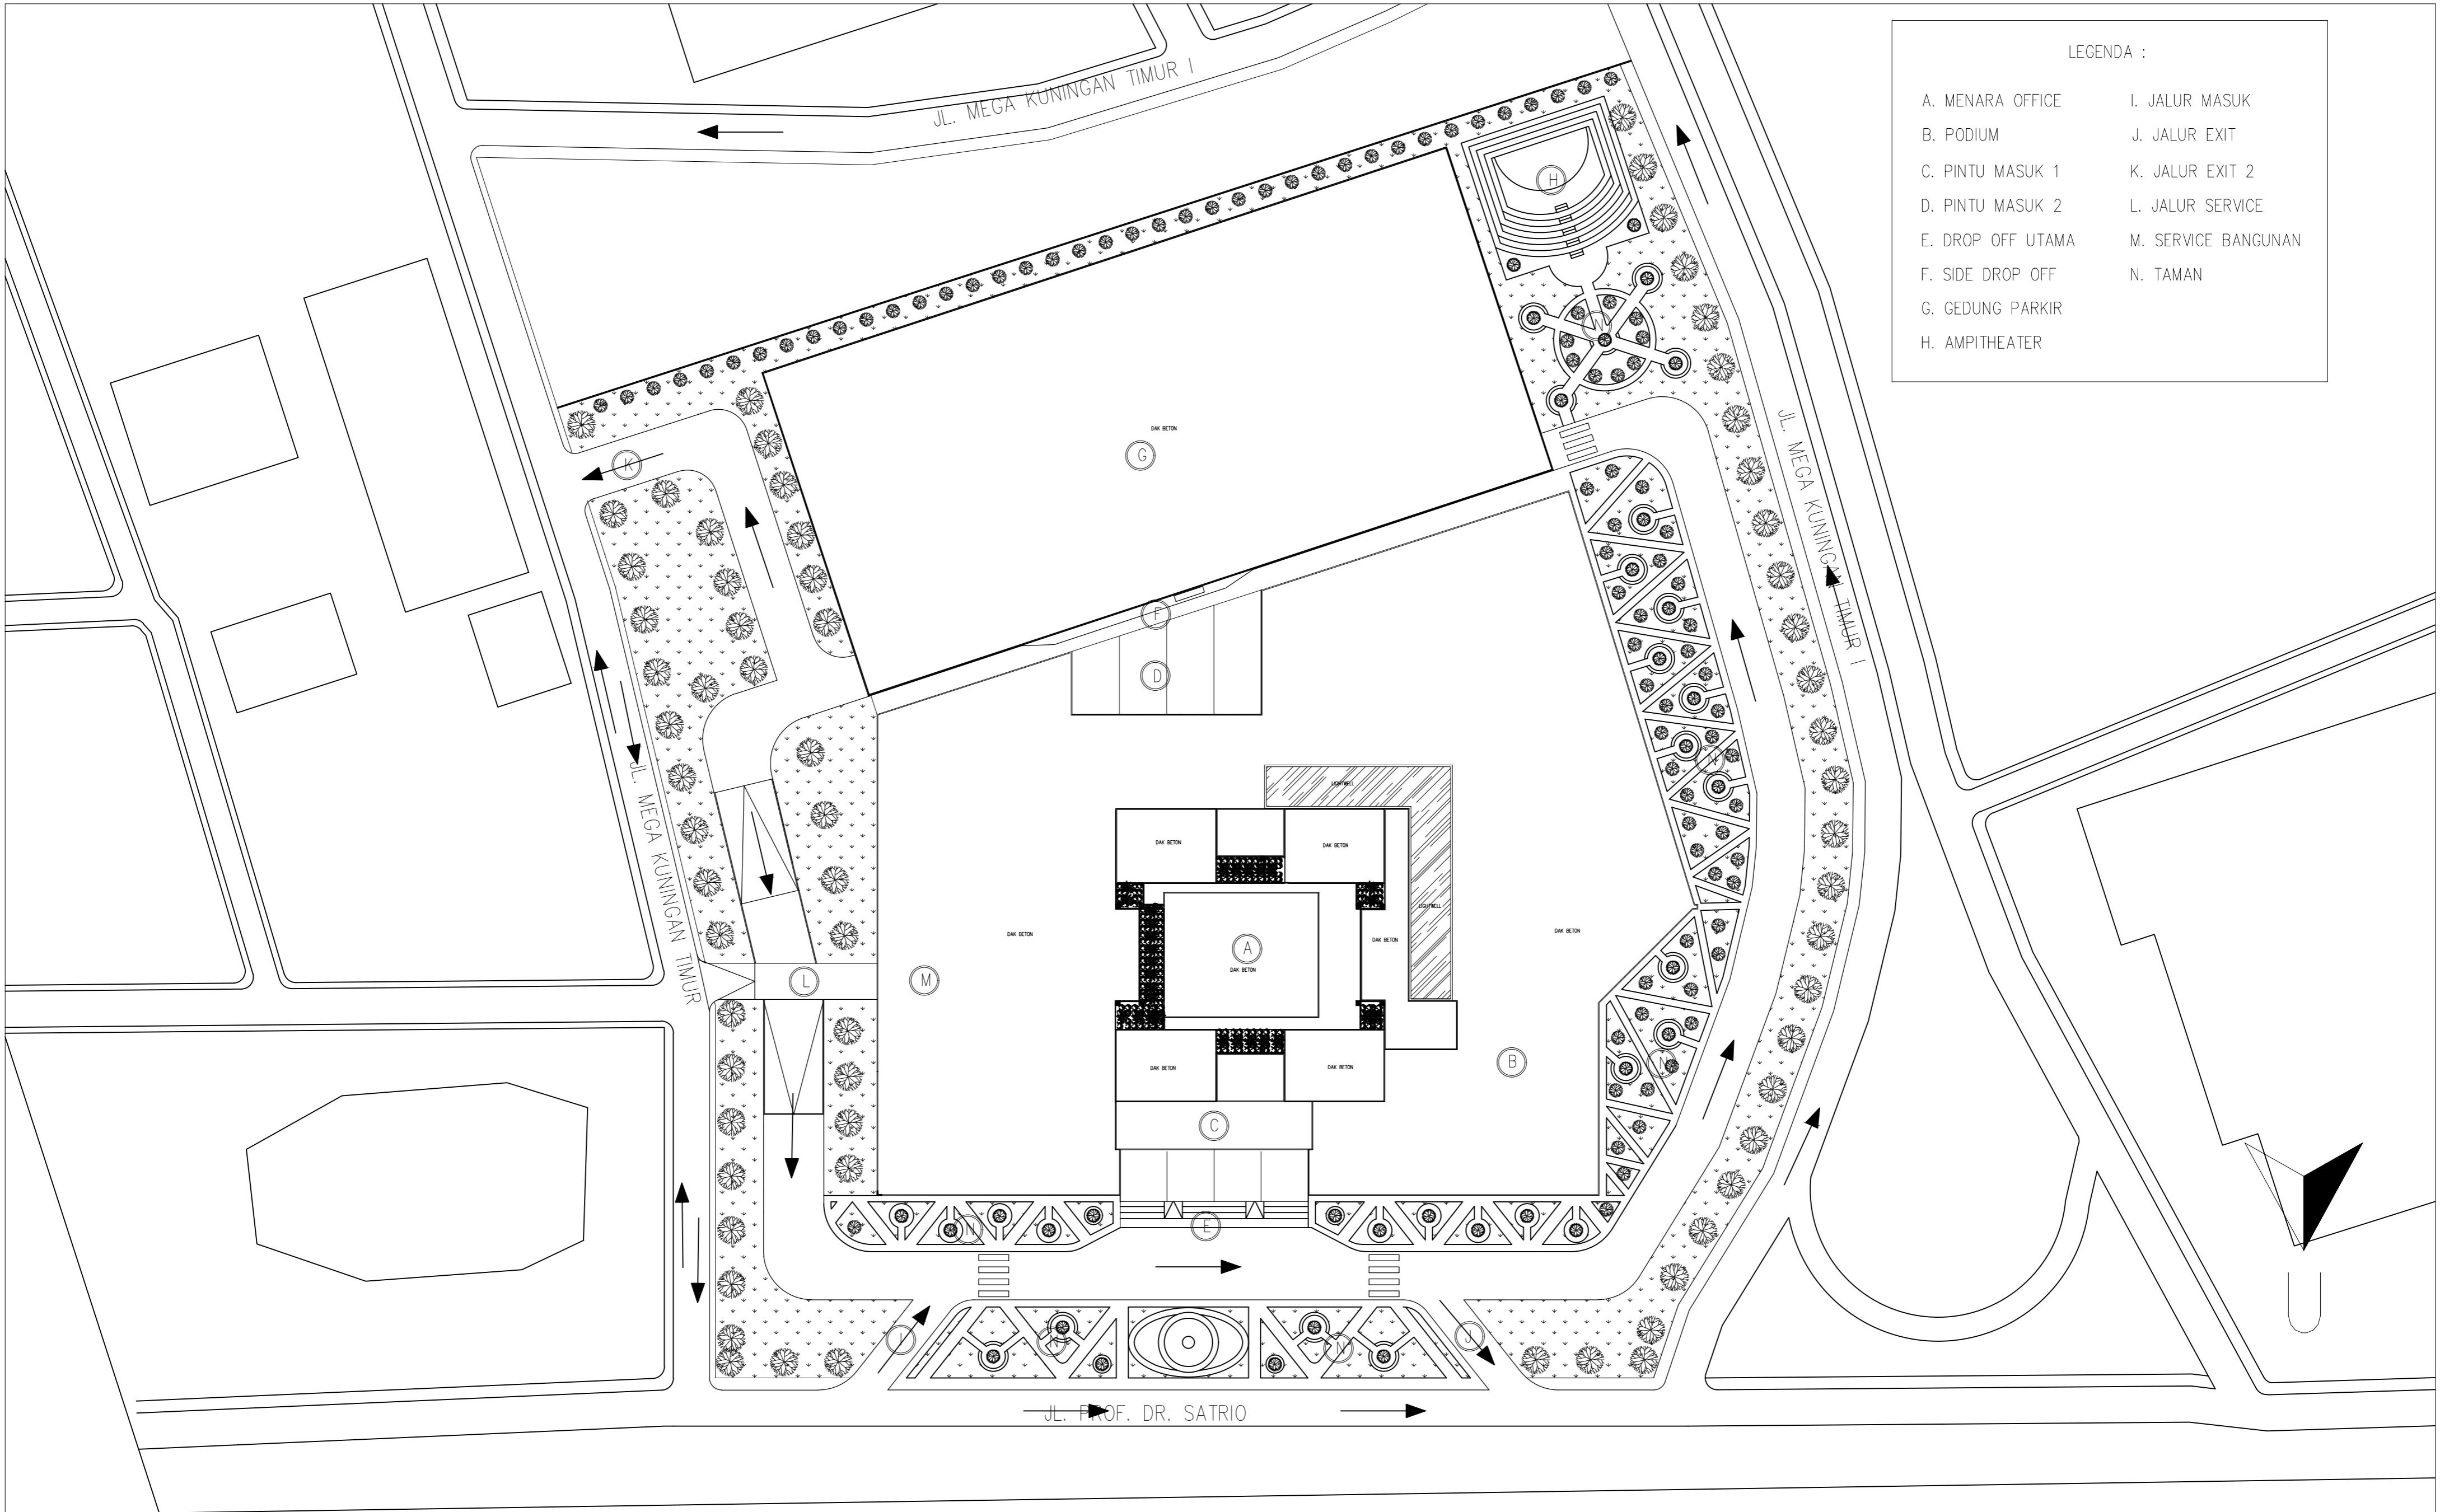 LEGENDA :
A. MENARA OFFICE
B. PODIUM
C. PINTU MASUK 1
D. PINTU MASUK 2
E. DROP OFF UTAMA
F. SIDE DROP OFF
G. GEDUNG PARKIR
H. AMPITHEATER
I. JALUR MASUK
J. JALUR EXIT
K. JALUR EXIT 2
L. JALUR SERVICE
M. SERVICE BANGUNAN
N. TAMAN
JL. MEGA KUNINGAN TIMUR I
H
N
DAK BETON
G
K
JL. MEGA KUNINGAN TIMUR I
F
D
N
LIGHTWELL
JL. MEGA KUNINGAN TIMUR
DAK BETON
DAK BETON
LIGHTWELL
DAK BETON
A
DAK BETON
DAK BETON
DAK BETON
L
M
B
N
DAK BETON
DAK BETON
C
N
E
I
N
N
J
JL. PROF. DR. SATRIO
U